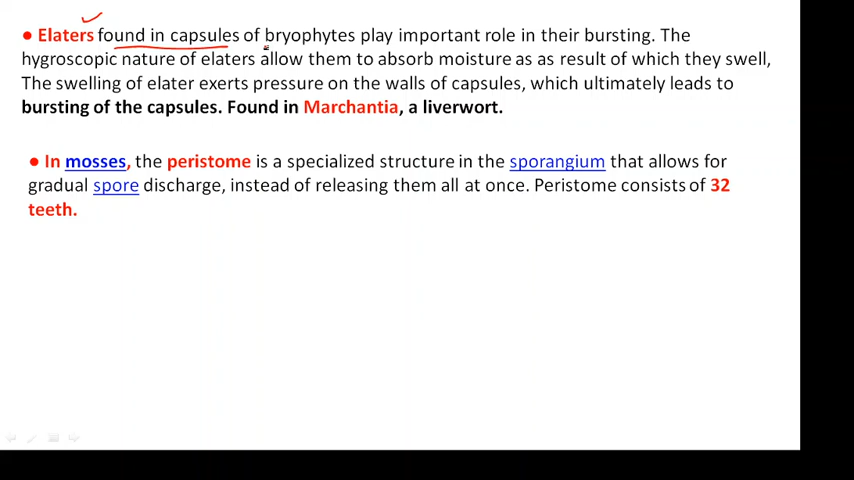 ● Elaters found in capsules of bryophytes play important role in their bursting. The
hygroscopic nature of elaters allow them to absorb moisture as as result of which they swell,
The swelling of elater exerts pressure on the walls of capsules, which ultimately leads to
bursting of the capsules. Found in Marchantia, a liverwort.
● In mosses, the peristome is a specialized structure in the sporangium that allows for
gradual spore discharge, instead of releasing them all at once. Peristome consists of 32
teeth.